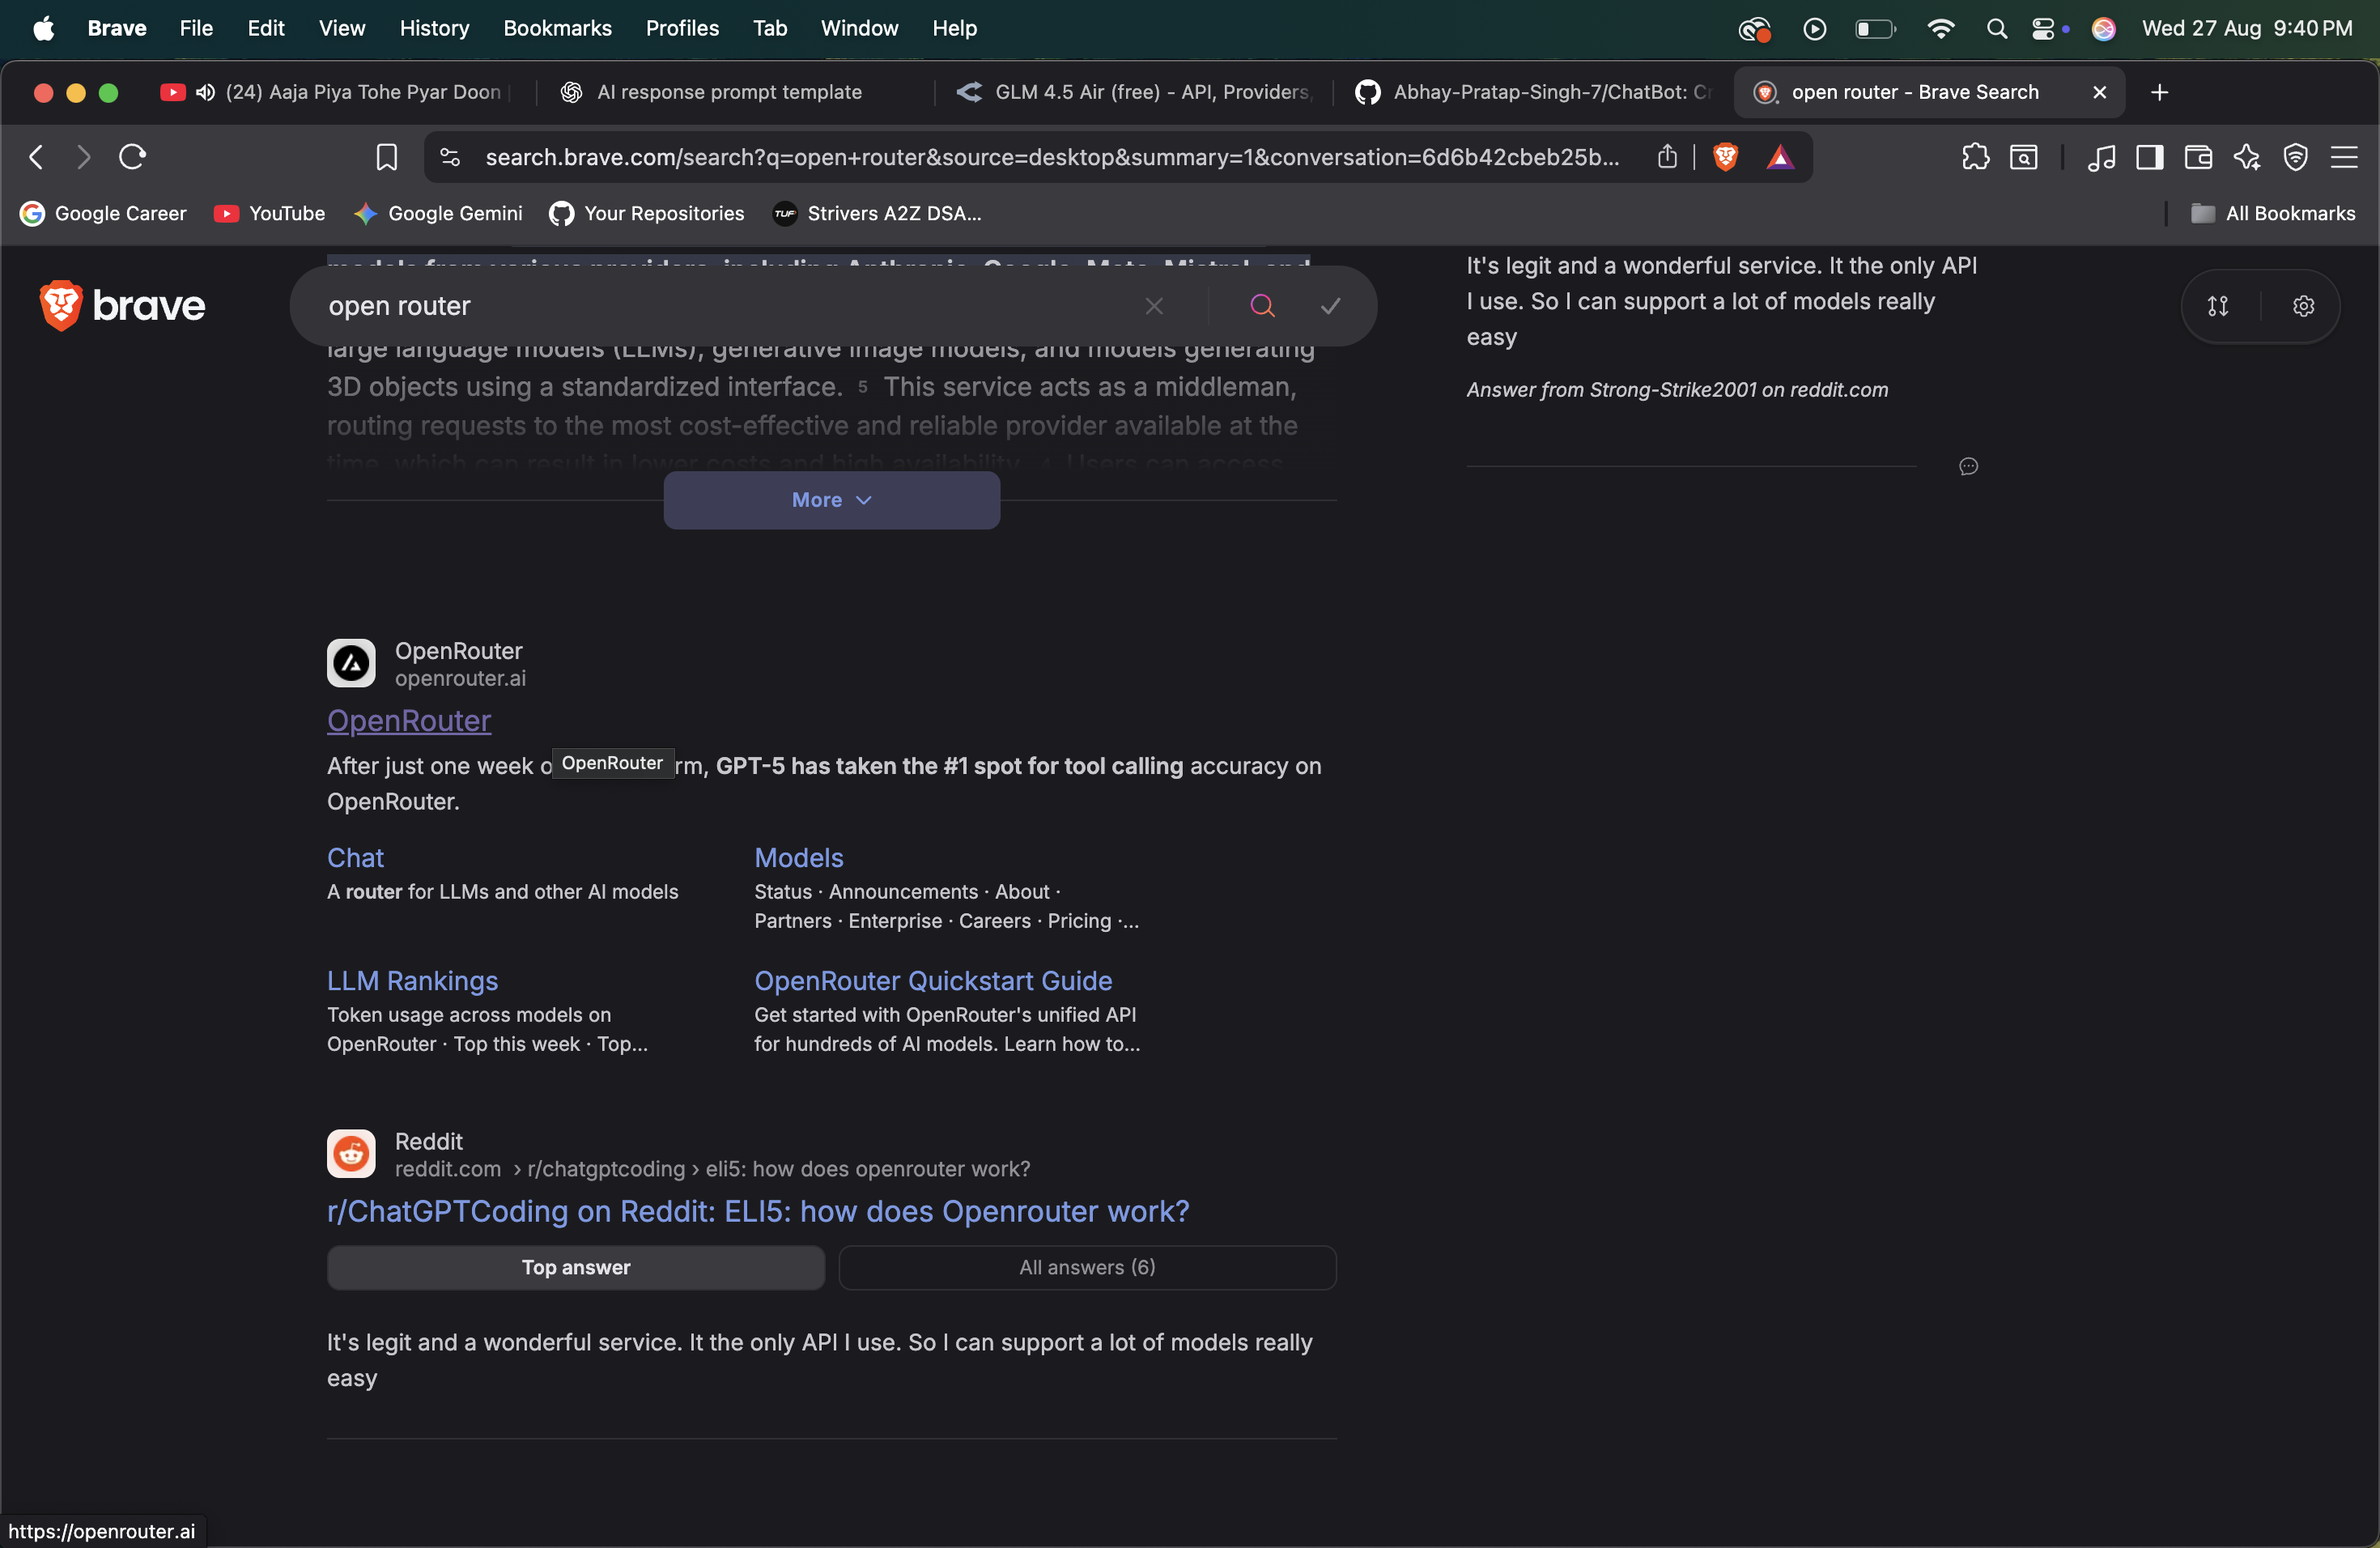 Brave File Edit View History Bookmarks Profiles Tab Window Help Wed 27 Aug 9:40 PM
(24) Aaja Piya Tohe Pyar Doon AI response prompt template GLM 4.5 Air (free) - API, Providers, Abhay-Pratap-Singh-7/ChatBot: open router - Brave Search
search.brave.com/search?q=open+router&source=desktop&summary=1&conversation=6d6b42cbeb25b...
Google Career YouTube Google Gemini Your Repositories TUF Strivers A2Z DSA... All Bookmarks
brave
open router
models from various providers, including Anthropic, Google, Meta, Mistral, and
large language models (LLMs), generative image models, and models generating
3D objects using a standardized interface. 5 This service acts as a middleman,
routing requests to the most cost-effective and reliable provider available at the
time, which can result in lower costs and high availability. 4 Users can access
More
It's legit and a wonderful service. It the only API
I use. So I can support a lot of models really
easy
Answer from Strong-Strike2001 on reddit.com
OpenRouter
openrouter.ai
OpenRouter
After just one week OpenRouter GPT-5 has taken the #1 spot for tool calling accuracy on
OpenRouter.
Chat
A router for LLMs and other AI models
Models
Status · Announcements · About ·
Partners · Enterprise · Careers · Pricing ·...
LLM Rankings
Token usage across models on
OpenRouter · Top this week · Top...
OpenRouter Quickstart Guide
Get started with OpenRouter's unified API
for hundreds of AI models. Learn how to...
Reddit
reddit.com › r/chatgptcoding › eli5: how does openrouter work?
r/ChatGPTCoding on Reddit: ELI5: how does Openrouter work?
Top answer
All answers (6)
It's legit and a wonderful service. It the only API I use. So I can support a lot of models really
easy
https://openrouter.ai